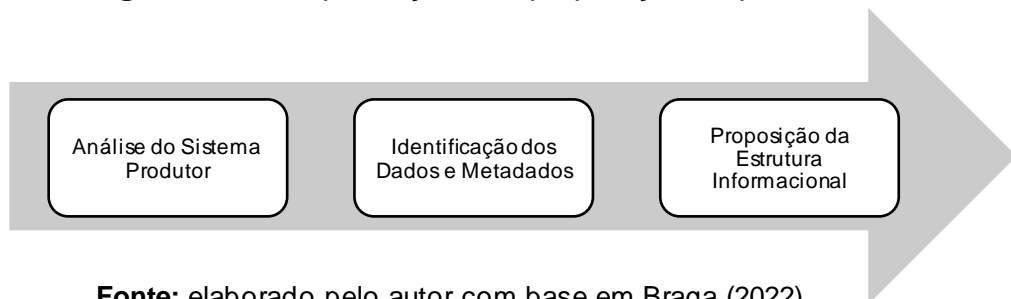 Análise do Sistema
Produtor
Identificação dos
Dados e Metadados
Proposição da
Estrutura
Informacional
Fonte: elaborado pelo autor com base em Braga (2022)